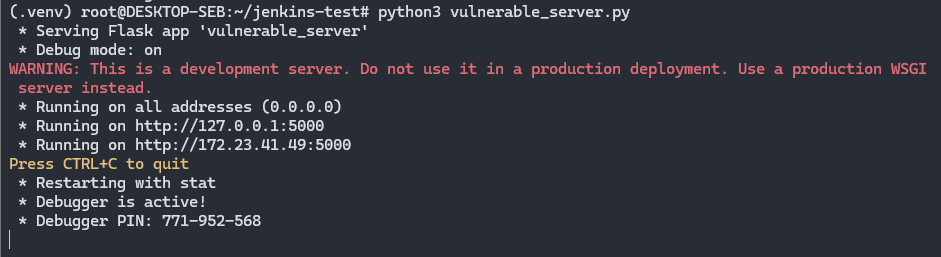 (.venv) root@DESKTOP-SEB:~/jenkins-test# python3 vulnerable_server.py
 * Serving Flask app 'vulnerable_server'
 * Debug mode: on
WARNING: This is a development server. Do not use it in a production deployment. Use a production WSGI
 server instead.
 * Running on all addresses (0.0.0.0)
 * Running on http://127.0.0.1:5000
 * Running on http://172.23.41.49:5000
Press CTRL+C to quit
 * Restarting with stat
 * Debugger is active!
 * Debugger PIN: 771-952-568